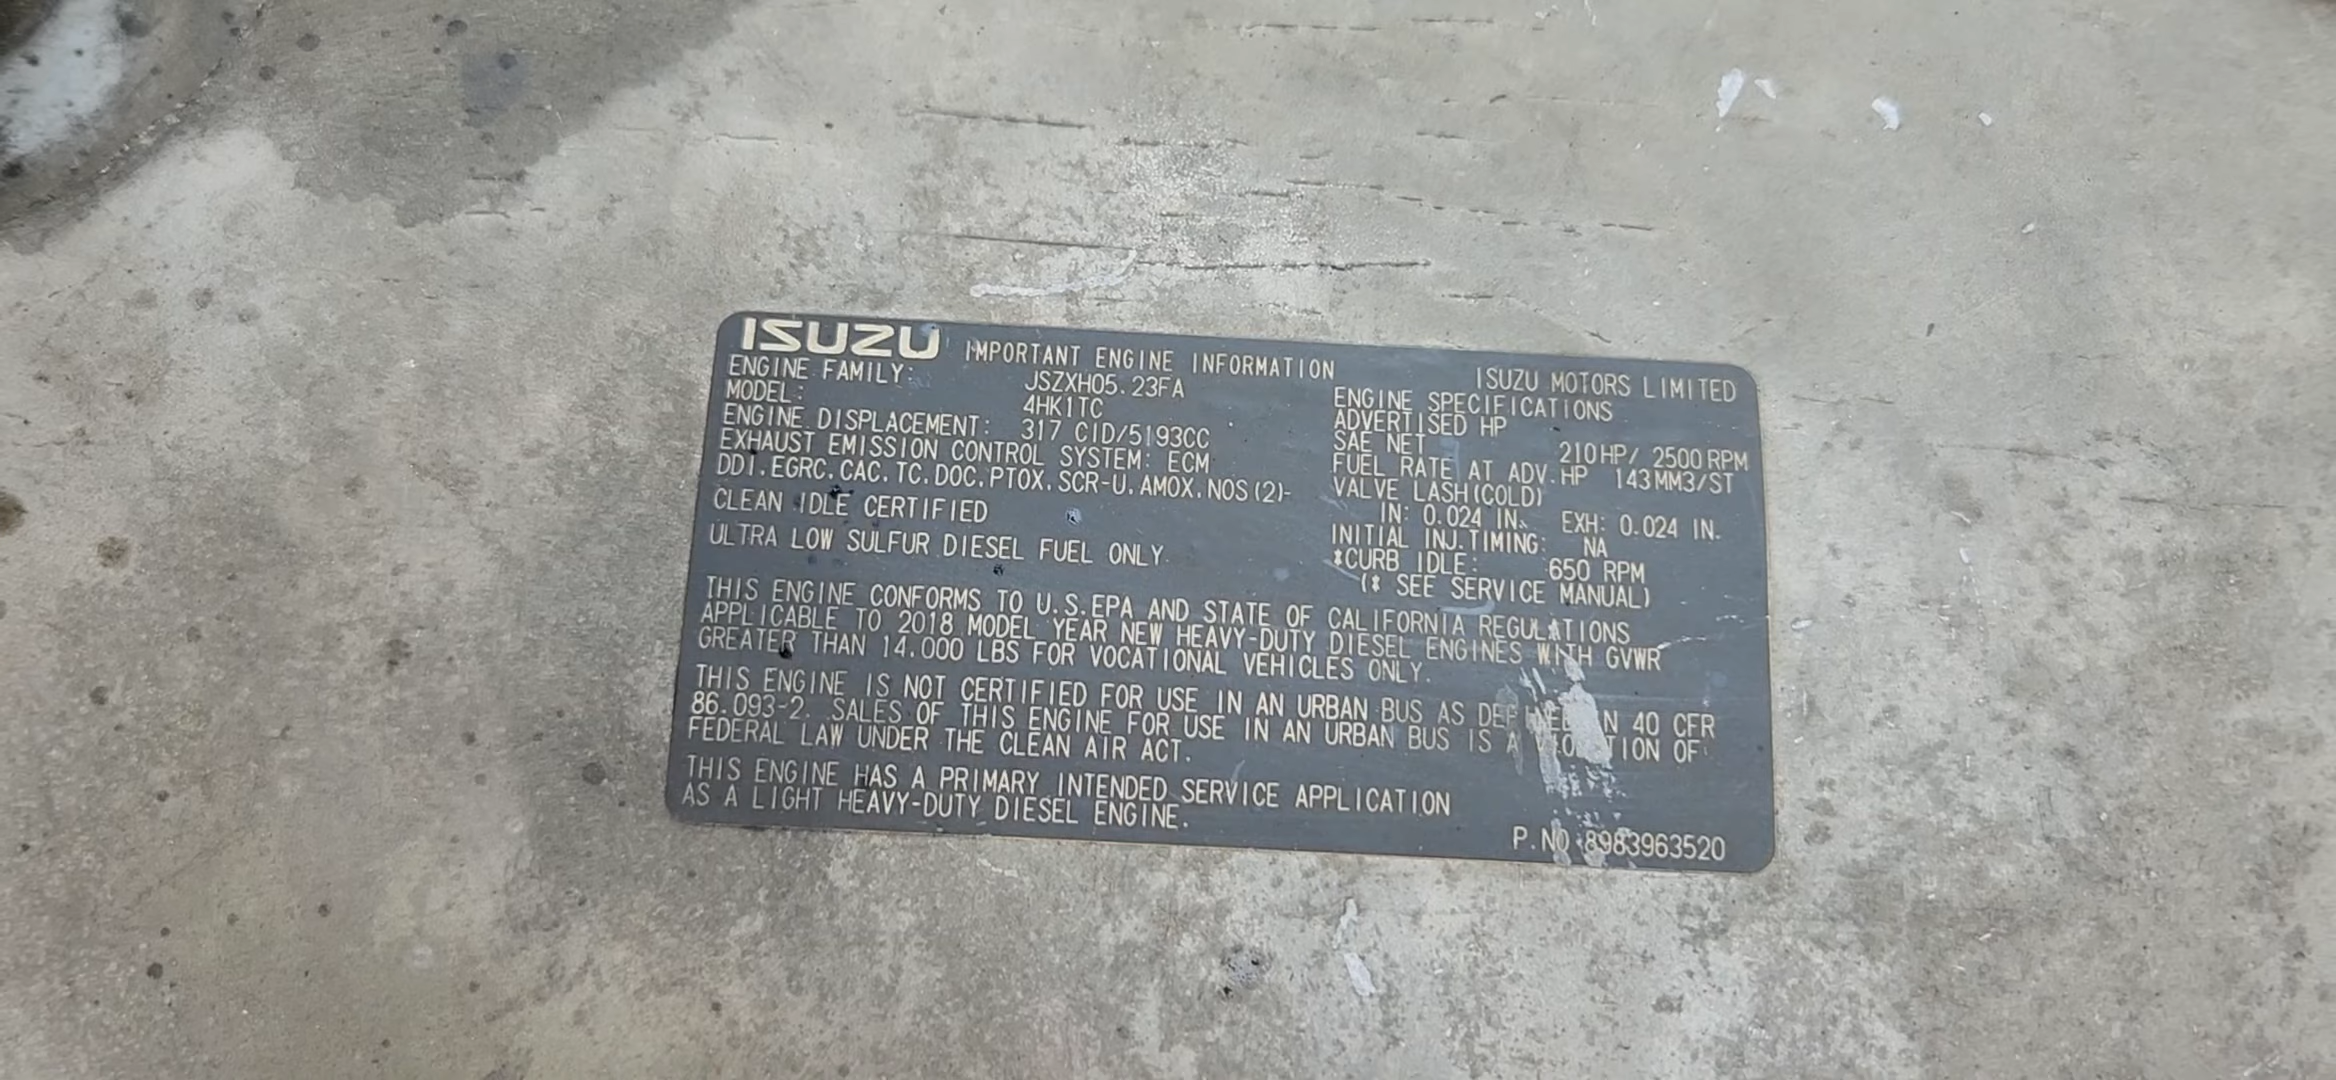 ISUZU IMPORTANT ENGINE INFORMATION ISUZU MOTORS LIMITED
ENGINE FAMILY: JSZXH05.23FA
MODEL: 4HK1TC
ENGINE DISPLACEMENT: 317 CID/5193CC
EXHAUST EMISSION CONTROL SYSTEM: ECM
DDI.EGRC.CAC.TC.DOC.PTOX.SCR-U.AMOX.NOS(2)-
CLEAN IDLE CERTIFIED
ULTRA LOW SULFUR DIESEL FUEL ONLY.
ENGINE SPECIFICATIONS
ADVERTISED HP
SAE NET 210HP/ 2500RPM
FUEL RATE AT ADV.HP 143MM3/ST
VALVE LASH(COLD)
IN: 0.024 IN. EXH: 0.024 IN.
INITIAL INJ.TIMING: NA
*CURB IDLE: 650 RPM
(* SEE SERVICE MANUAL)
THIS ENGINE CONFORMS TO U.S.EPA AND STATE OF CALIFORNIA REGULATIONS
APPLICABLE TO 2018 MODEL YEAR NEW HEAVY-DUTY DIESEL ENGINES WITH GVWR
GREATER THAN 14.000 LBS FOR VOCATIONAL VEHICLES ONLY.
THIS ENGINE IS NOT CERTIFIED FOR USE IN AN URBAN BUS AS 40 CFR
86.093-2. SALES OF THIS ENGINE FOR USE IN AN URBAN BUS IS A OF
FEDERAL LAW UNDER THE CLEAN AIR ACT.
THIS ENGINE HAS A PRIMARY INTENDED SERVICE APPLICATION
AS A LIGHT HEAVY-DUTY DIESEL ENGINE.
P.NO 8983963520